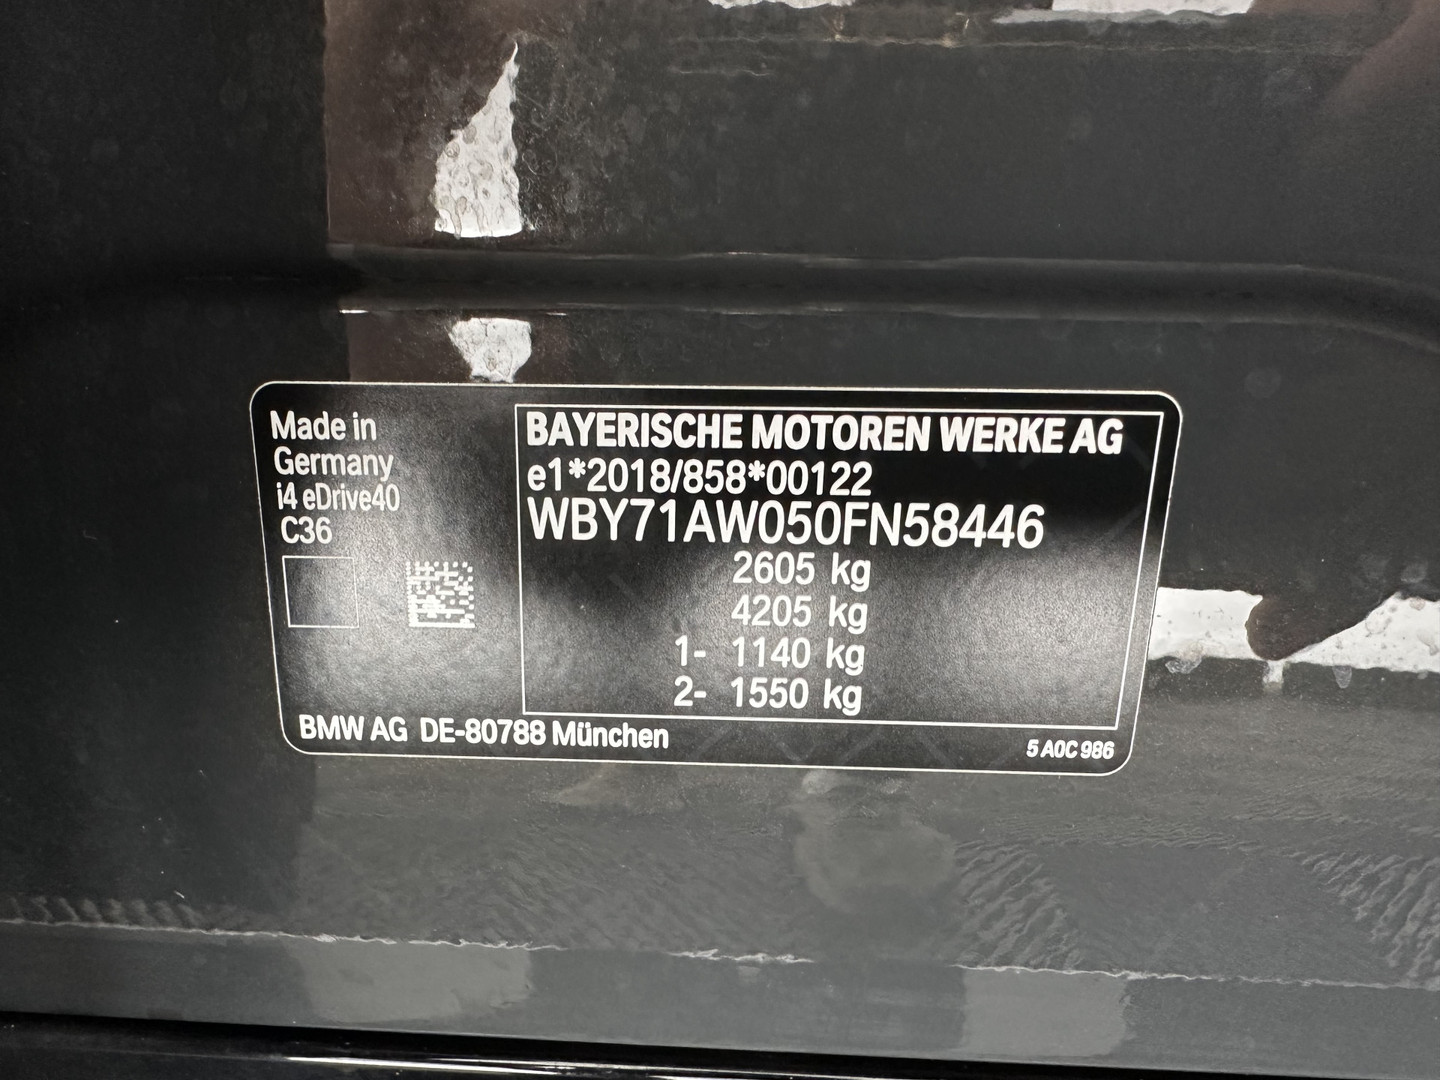 Made in
Germany
i4 eDrive40
C36
BAYERISCHE MOTOREN WERKE AG
e1*2018/858*00122
WBY71AW050FN58446
2605 kg
4205 kg
1- 1140 kg
2- 1550 kg
BMW AG DE-80788 München
5 A0C 986